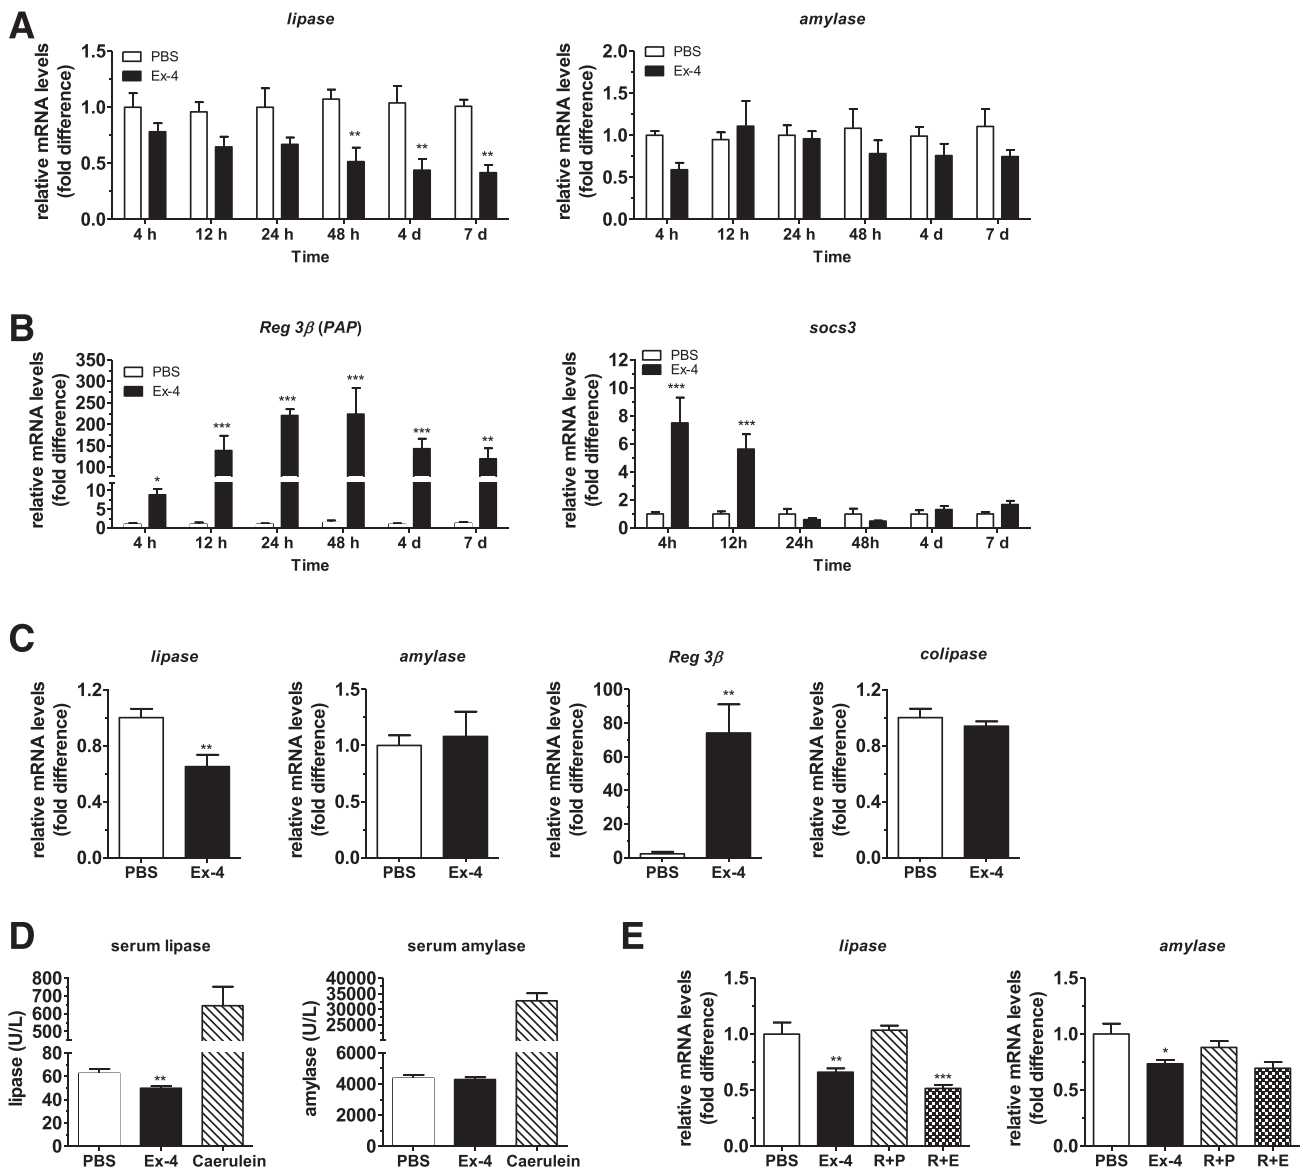 A
lipase
relative mRNA levels
(fold difference)
1.5
1.0
0.5
0.0
PBS
Ex-4
** ** **
4 h 12 h 24 h 48 h 4 d 7 d
Time
amylase
relative mRNA levels
(fold difference)
2.0
1.5
1.0
0.5
0.0
PBS
Ex-4
4 h 12 h 24 h 48 h 4 d 7 d
Time
B
Reg 3β (PAP)
relative mRNA levels
(fold difference)
350
300
250
200
150
100
10
5
0
PBS
Ex-4
* *** *** *** *** **
4 h 12 h 24 h 48 h 4 d 7 d
Time
socs3
relative mRNA levels
(fold difference)
12
10
8
6
4
2
0
PBS
Ex-4
*** ***
4h 12h 24h 48h 4 d 7 d
Time
C
lipase
relative mRNA levels
(fold difference)
1.2
0.8
0.4
0.0
**
PBS Ex-4
amylase
relative mRNA levels
(fold difference)
1.5
1.0
0.5
0.0
PBS Ex-4
Reg 3β
relative mRNA levels
(fold difference)
100
80
60
40
20
0
**
PBS Ex-4
colipase
relative mRNA levels
(fold difference)
1.2
0.8
0.4
0.0
PBS Ex-4
D
serum lipase
lipase (U/L)
800
700
600
500
80
60
40
20
0
**
PBS Ex-4 Caerulein
serum amylase
amylase (U/L)
40000
35000
30000
25000
6000
4000
2000
0
PBS Ex-4 Caerulein
E
lipase
relative mRNA levels
(fold difference)
1.5
1.0
0.5
0.0
** ***
PBS Ex-4 R+P R+E
amylase
relative mRNA levels
(fold difference)
1.5
1.0
0.5
0.0
*
PBS Ex-4 R+P R+E